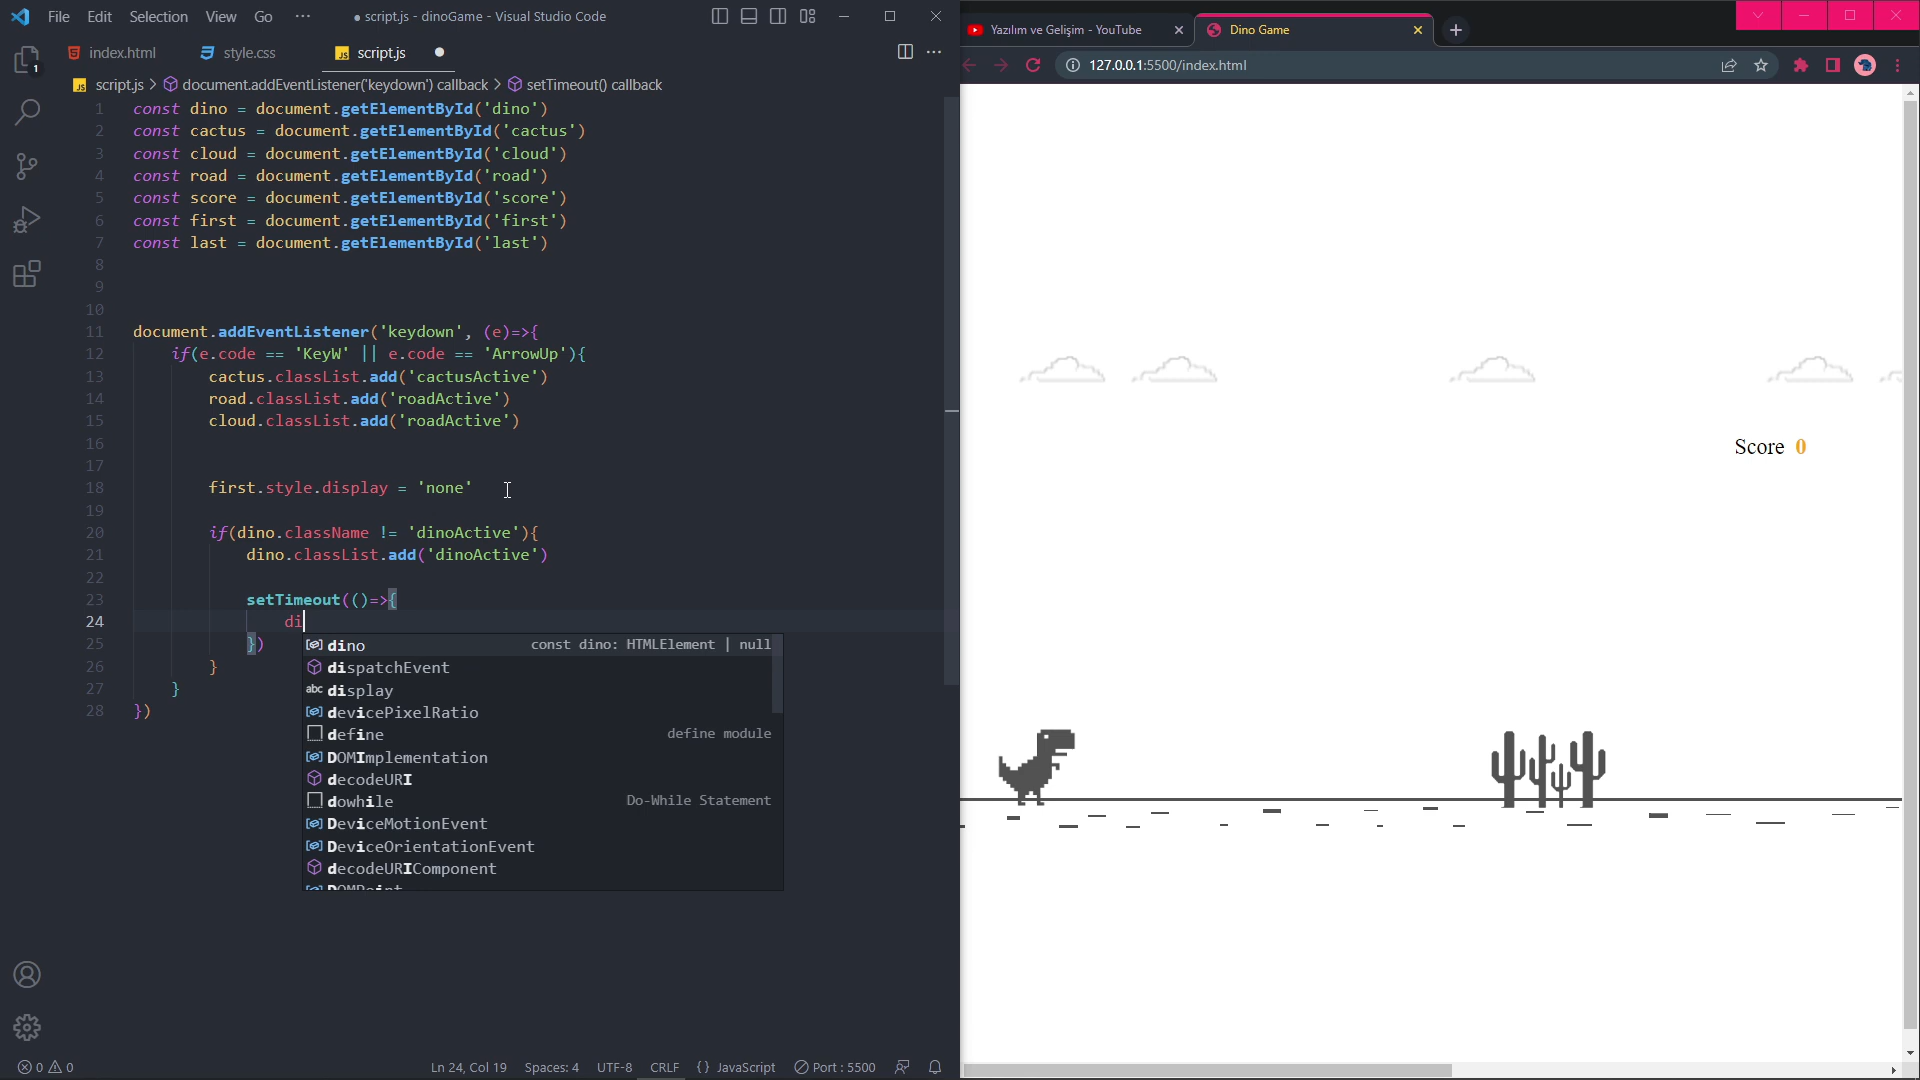 File Edit Selection View Go ··· ● script.js - dinoGame - Visual Studio Code
index.html style.css JS script.js ●
JS script.js > document.addEventListener('keydown') callback > setTimeout() callback
1 const dino = document.getElementById('dino')
2 const cactus = document.getElementById('cactus')
3 const cloud = document.getElementById('cloud')
4 const road = document.getElementById('road')
5 const score = document.getElementById('score')
6 const first = document.getElementById('first')
7 const last = document.getElementById('last')
8
9
10
11 document.addEventListener('keydown', (e)=>{
12 if(e.code == 'KeyW' || e.code == 'ArrowUp'){
13 cactus.classList.add('cactusActive')
14 road.classList.add('roadActive')
15 cloud.classList.add('roadActive')
16
17
18 first.style.display = 'none'
19
20 if(dino.className != 'dinoActive'){
21 dino.classList.add('dinoActive')
22
23 setTimeout(()=>{
24 di
25 })
26 }
27 }
28 })
dino const dino: HTMLElement | null
dispatchEvent
abc display
devicePixelRatio
define define module
DOMImplementation
decodeURI
dowhile Do-While Statement
DeviceMotionEvent
DeviceOrientationEvent
decodeURIComponent
DOMPoint
1
0 0 Ln 24, Col 19 Spaces: 4 UTF-8 CRLF {} JavaScript Port : 5500
Yazılım ve Gelişim - YouTube Dino Game
127.0.0.1:5500/index.html
Score 0